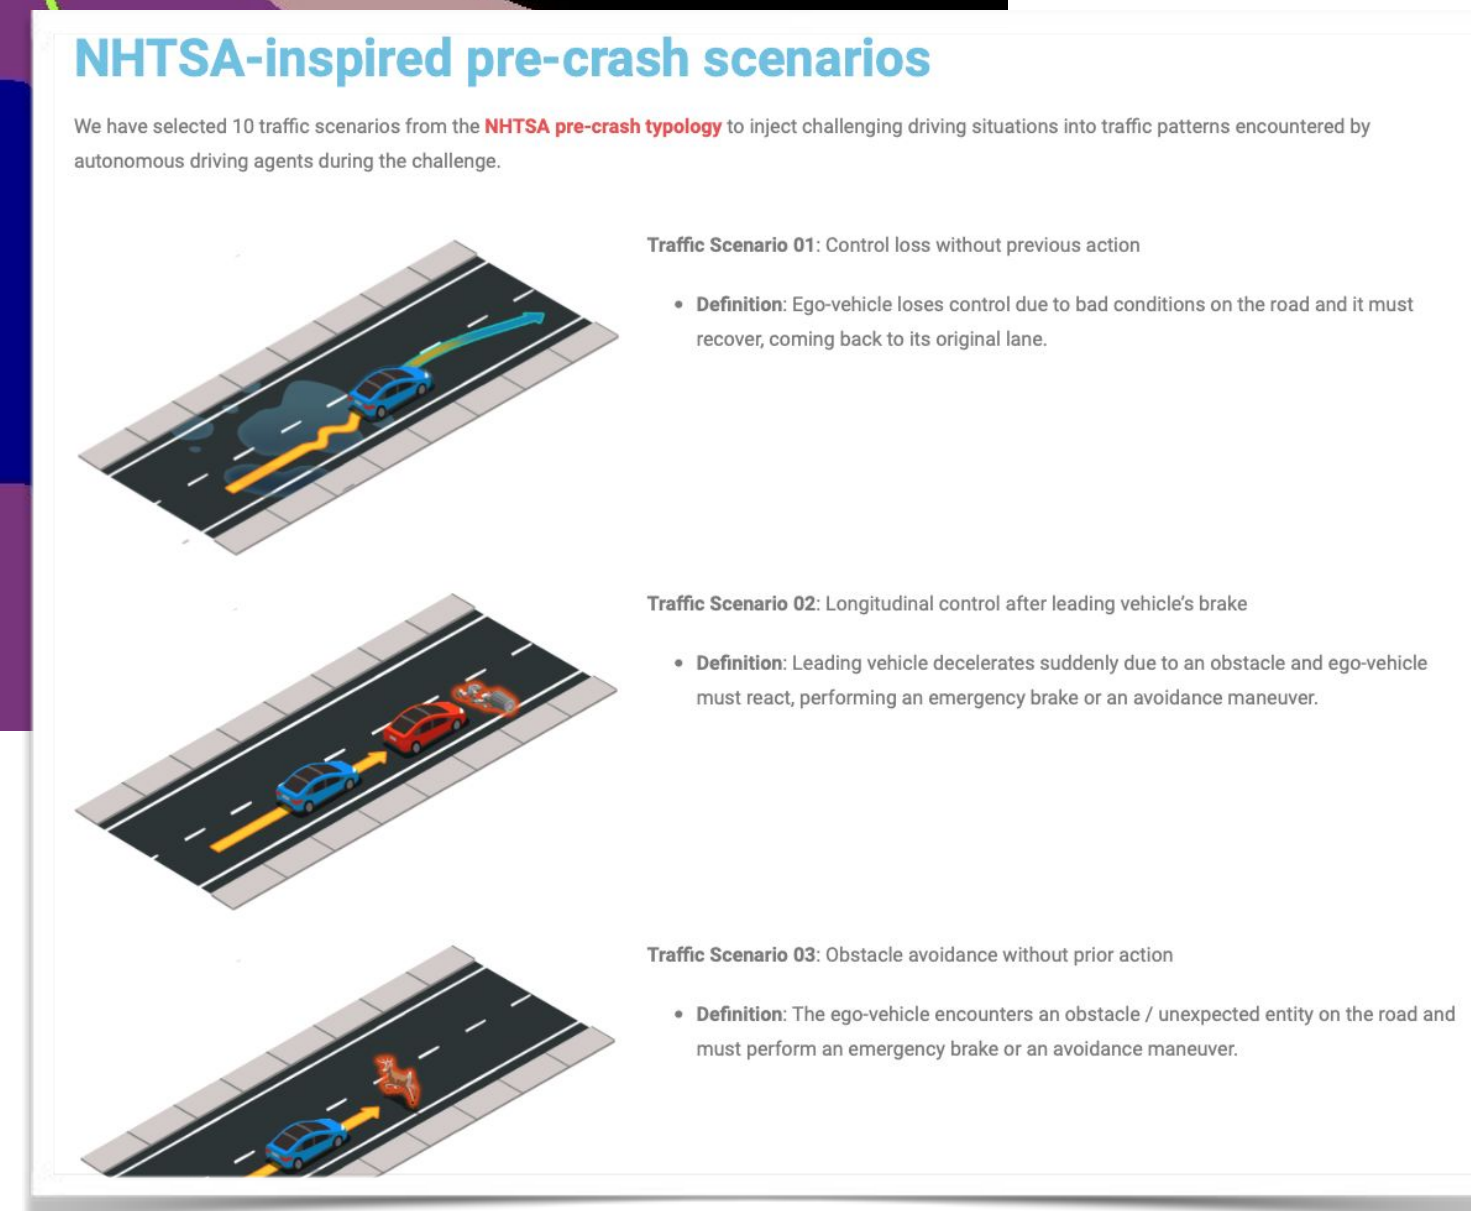 NHTSA-inspired pre-crash scenarios
We have selected 10 traffic scenarios from the NHTSA pre-crash typology to inject challenging driving situations into traffic patterns encountered by
autonomous driving agents during the challenge.
Traffic Scenario 01: Control loss without previous action
• Definition: Ego-vehicle loses control due to bad conditions on the road and it must
recover, coming back to its original lane.
Traffic Scenario 02: Longitudinal control after leading vehicle’s brake
• Definition: Leading vehicle decelerates suddenly due to an obstacle and ego-vehicle
must react, performing an emergency brake or an avoidance maneuver.
Traffic Scenario 03: Obstacle avoidance without prior action
• Definition: The ego-vehicle encounters an obstacle / unexpected entity on the road and
must perform an emergency brake or an avoidance maneuver.